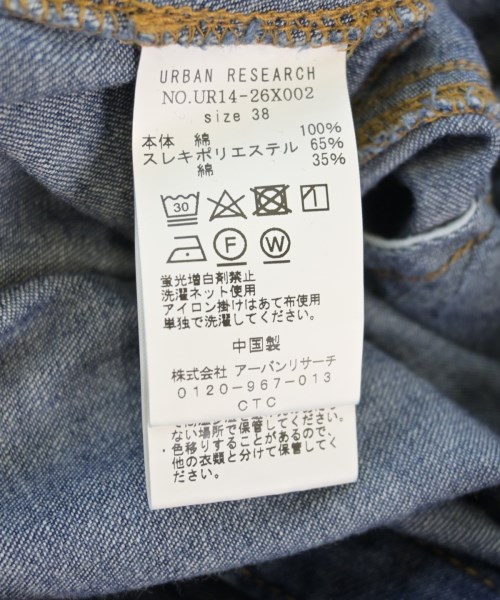 URBAN RESEARCH
NO.UR14-26X002
size 38
本体 綿 100%
スレキポリエステル 65%
綿 35%
30
F W
蛍光増白剤禁止
洗濯ネット使用
アイロン掛けはあて布使用
単独で洗濯してください。
中国製
株式会社 アーバンリサーチ
0120-967-013
CTC
ない場所で保管してください。
・色移りすることがあるので、
他の衣類と分けて保管してく
ださい。